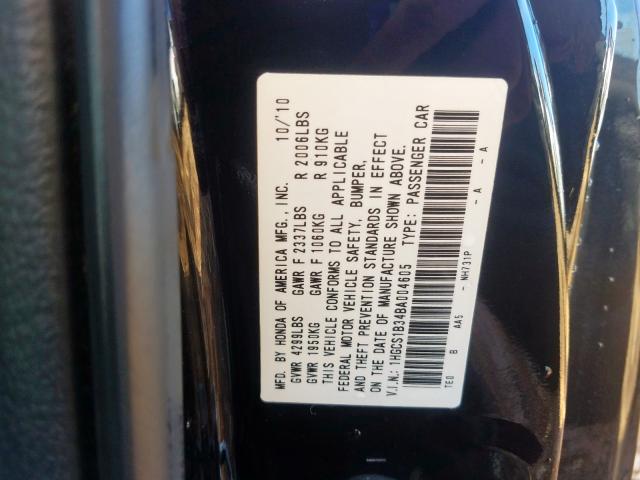 MFD. BY HONDA OF AMERICA MFG., INC. 10/'10
GVWR 4299LBS GAWR F 2337LBS R 2006LBS
GVWR 1950KG GAWR F 1060KG R 910KG
THIS VEHICLE CONFORMS TO ALL APPLICABLE
FEDERAL MOTOR VEHICLE SAFETY, BUMPER,
AND THEFT PREVENTION STANDARDS IN EFFECT
ON THE DATE OF MANUFACTURE SHOWN ABOVE.
V.I.N.: 1HGCS1B34BA004605 TYPE: PASSENGER CAR
TE0 B AA5 - NH731P - A - A